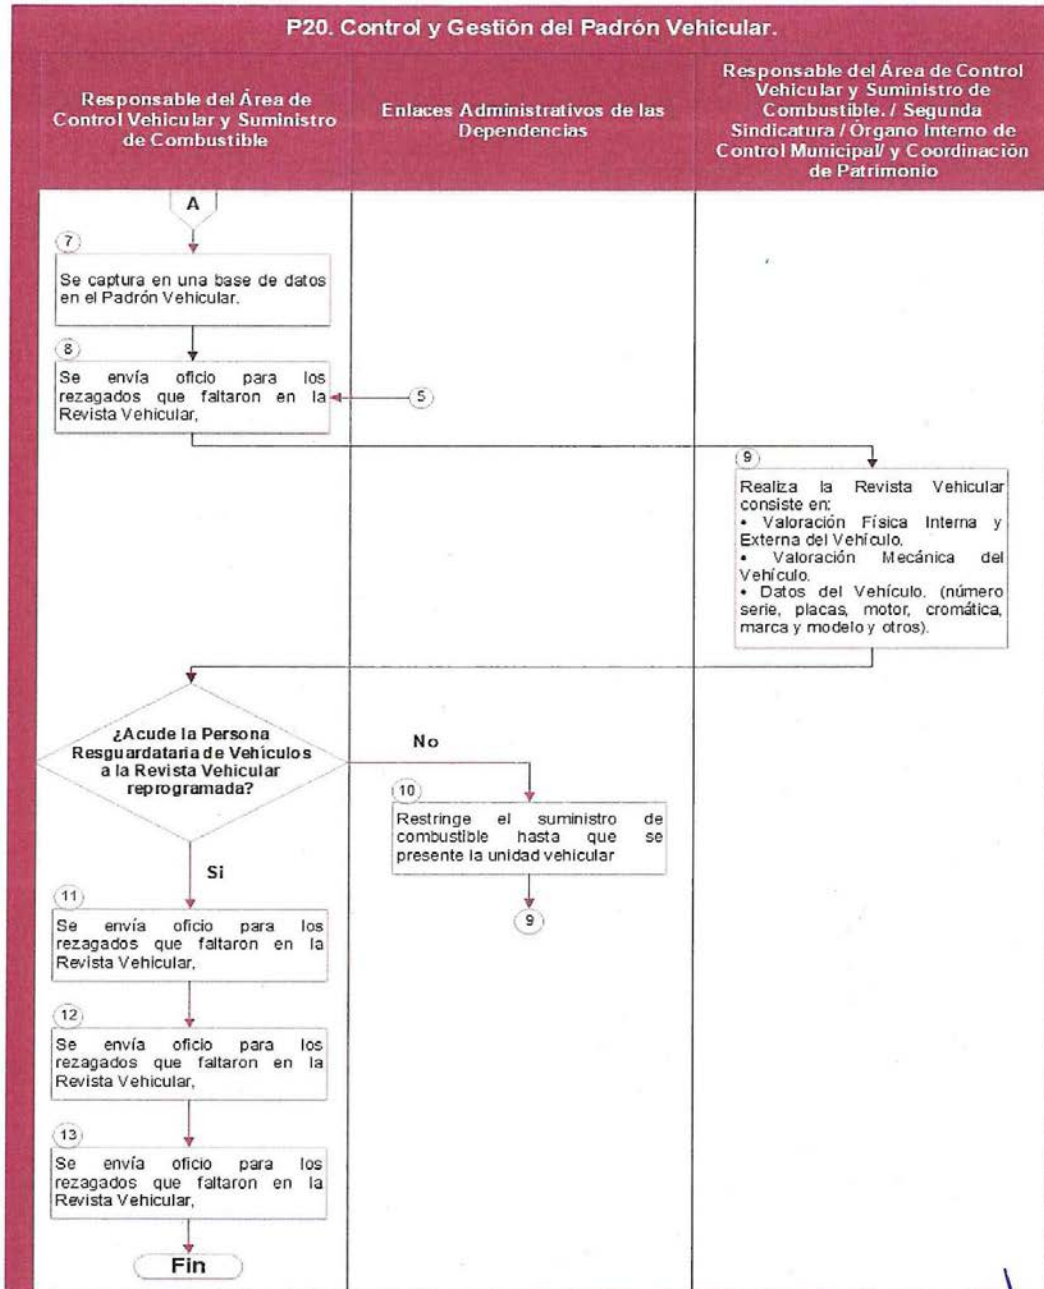 P20. Control y Gestión del Padrón Vehicular.
Responsable del Área de
Control Vehicular y Suministro
de Combustible
Enlaces Administrativos de las
Dependencias
Responsable del Área de Control
Vehicular y Suministro de
Combustible. / Segunda
Sindicatura / Órgano Interno de
Control Municipal/ y Coordinación
de Patrimonio
A
7
Se captura en una base de datos
en el Padrón Vehicular.
8
Se envía oficio para los
rezagados que faltaron en la
Revista Vehicular,
5
9
Realiza la Revista Vehicular
consiste en:
• Valoración Física Interna y
Externa del Vehículo.
• Valoración Mecánica del
Vehículo.
• Datos del Vehículo. (número
serie, placas, motor, cromática,
marca y modelo y otros).
¿Acude la Persona
Resguardataria de Vehículos
a la Revista Vehicular
reprogramada?
No
10
Restringe el suministro de
combustible hasta que se
presente la unidad vehicular
9
Si
11
Se envía oficio para los
rezagados que faltaron en la
Revista Vehicular,
12
Se envía oficio para los
rezagados que faltaron en la
Revista Vehicular,
13
Se envía oficio para los
rezagados que faltaron en la
Revista Vehicular,
Fin